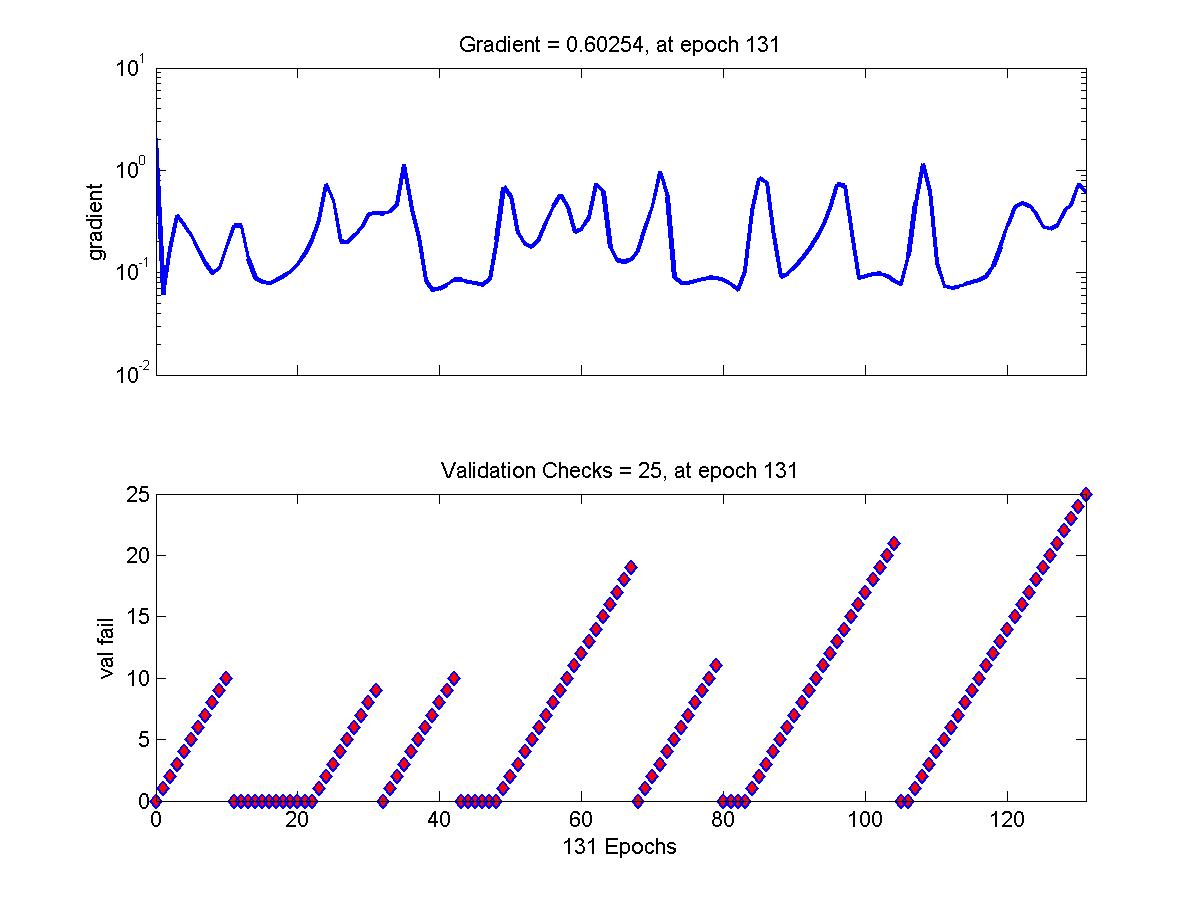 Gradient = 0.60254, at epoch 131
10^1
10^0
10^-1
10^-2
gradient
Validation Checks = 25, at epoch 131
25
20
15
10
5
0
val fail
0 20 40 60 80 100 120
131 Epochs